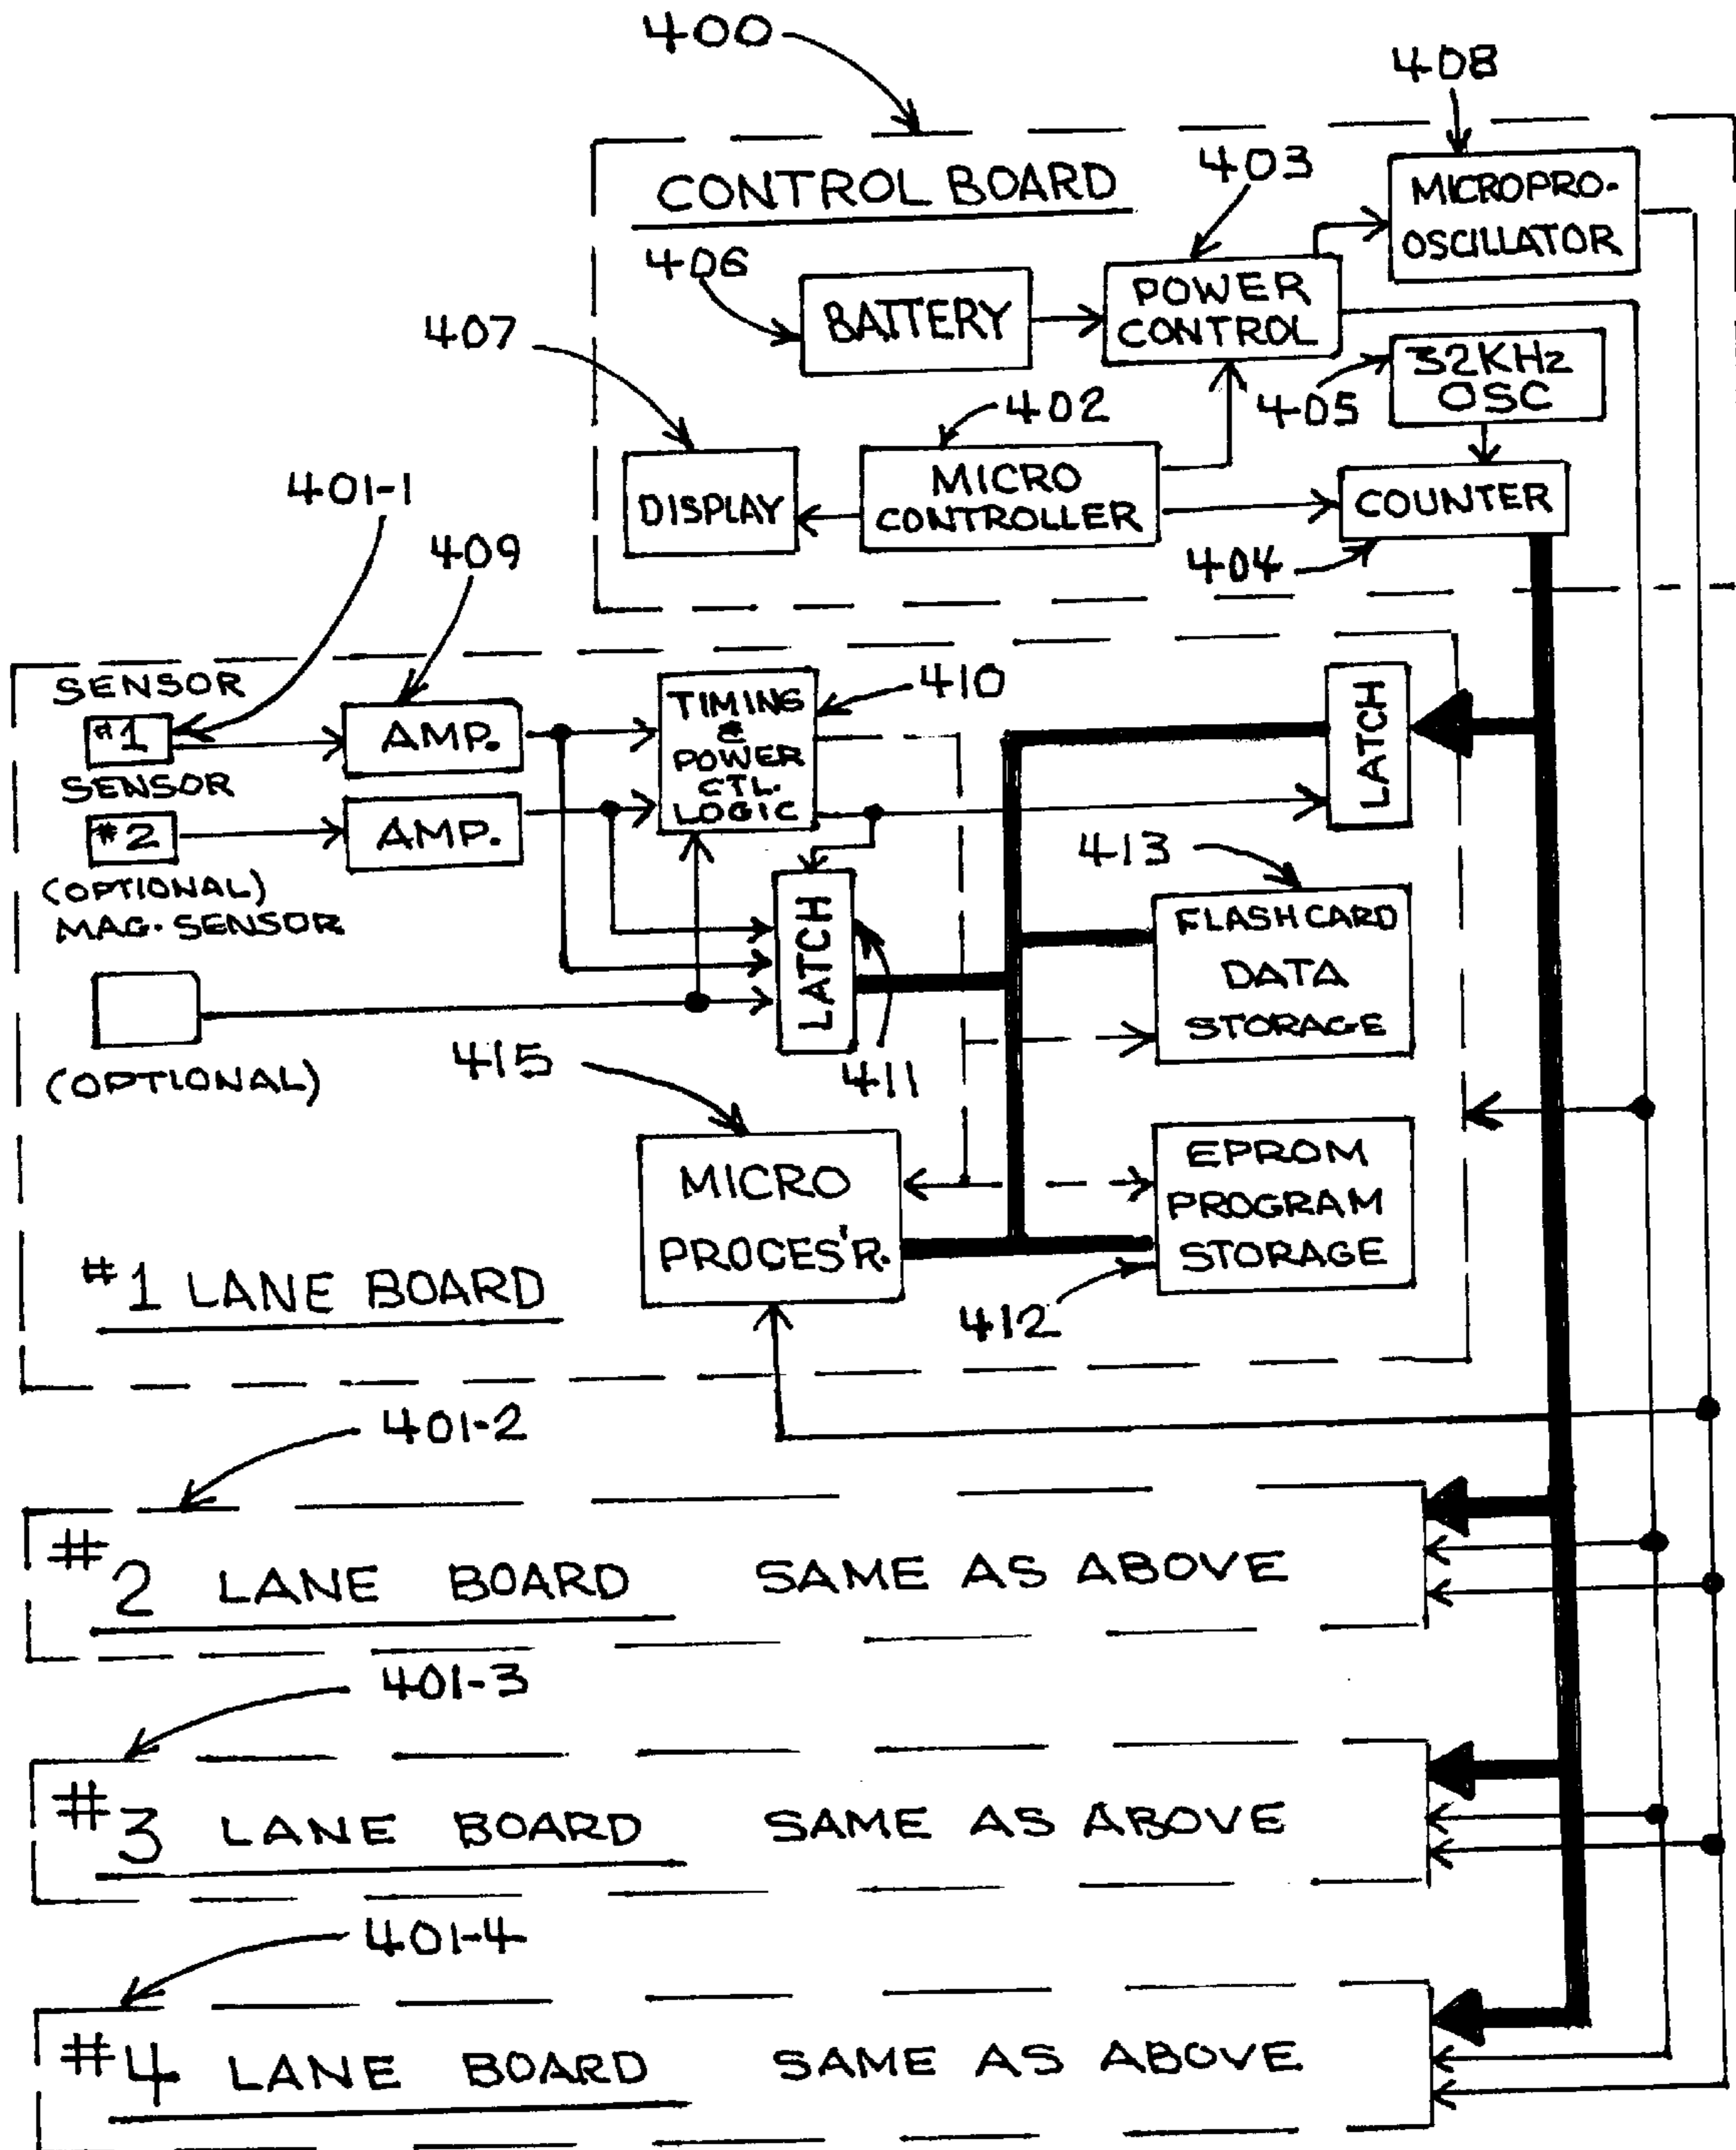 400
408
CONTROL BOARD
403
MICROPRO-
OSCILLATOR
406
BATTERY
POWER
CONTROL
407
402
405
32KHz
OSC
DISPLAY
MICRO
CONTROLLER
COUNTER
404
401-1
409
SENSOR
#1
AMP.
TIMING
&
POWER
CTL.
LOGIC
410
LATCH
SENSOR
#2
AMP.
(OPTIONAL)
MAG. SENSOR
LATCH
413
FLASH CARD
DATA
STORAGE
(OPTIONAL)
415
411
MICRO
PROCES'R.
EPROM
PROGRAM
STORAGE
#1 LANE BOARD
412
401-2
#2 LANE BOARD SAME AS ABOVE
401-3
#3 LANE BOARD SAME AS ABOVE
401-4
#4 LANE BOARD SAME AS ABOVE